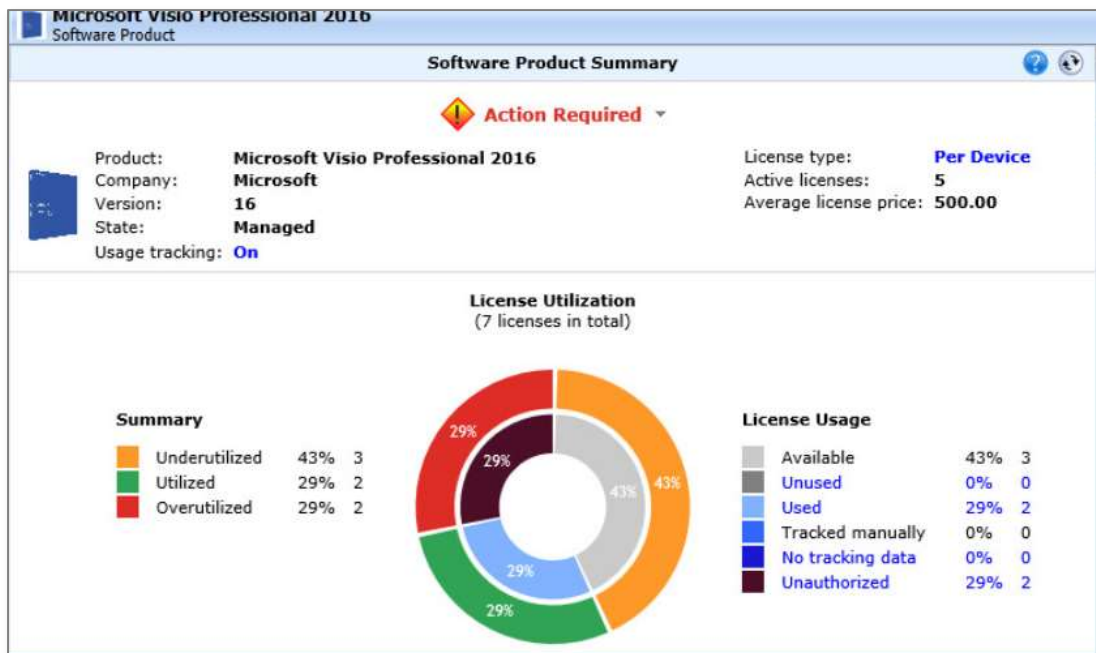 Microsoft Visio Professional 2016
Software Product
Software Product Summary
Action Required
Product: Microsoft Visio Professional 2016
Company: Microsoft
Version: 16
State: Managed
Usage tracking: On
License type: Per Device
Active licenses: 5
Average license price: 500.00
License Utilization
(7 licenses in total)
Summary
Underutilized 43% 3
Utilized 29% 2
Overutilized 29% 2
29%
29%
43%
43%
29%
29%
License Usage
Available 43% 3
Unused 0% 0
Used 29% 2
Tracked manually 0% 0
No tracking data 0% 0
Unauthorized 29% 2